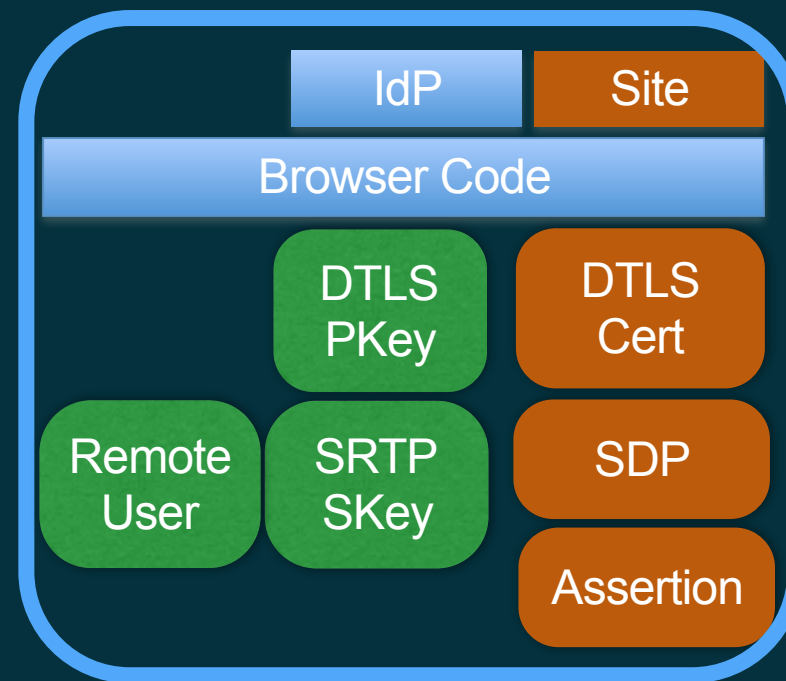 IdP
Site
Browser Code
DTLS
PKey
DTLS
Cert
Remote
User
SRTP
SKey
SDP
Assertion